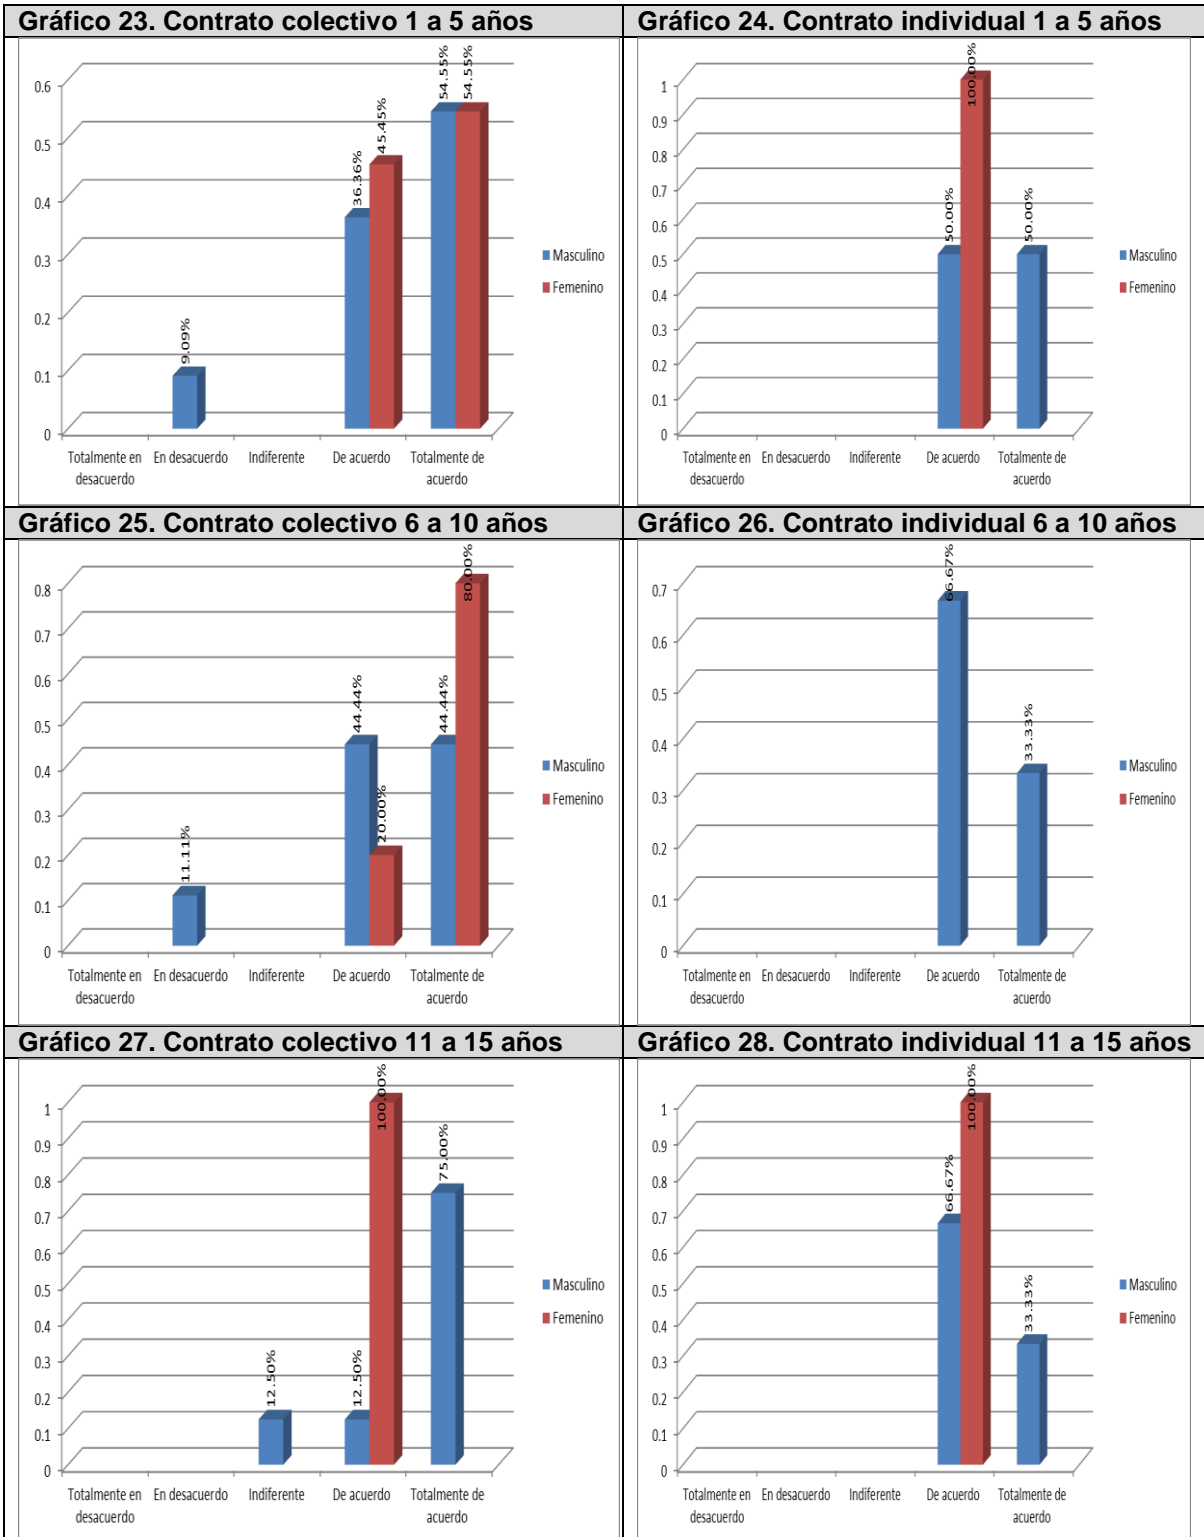 Gráfico 23. Contrato colectivo 1 a 5 años
0.6
0.5
0.4
0.3
0.2
0.1
0
9.09%
36.36%
45.45%
54.55%
54.55%
Totalmente en desacuerdo
En desacuerdo
Indiferente
De acuerdo
Totalmente de acuerdo
Masculino
Femenino
Gráfico 24. Contrato individual 1 a 5 años
1
0.9
0.8
0.7
0.6
0.5
0.4
0.3
0.2
0.1
0
50.00%
100.00%
50.00%
Totalmente en desacuerdo
En desacuerdo
Indiferente
De acuerdo
Totalmente de acuerdo
Masculino
Femenino
Gráfico 25. Contrato colectivo 6 a 10 años
0.8
0.7
0.6
0.5
0.4
0.3
0.2
0.1
0
11.11%
44.44%
20.00%
44.44%
80.00%
Totalmente en desacuerdo
En desacuerdo
Indiferente
De acuerdo
Totalmente de acuerdo
Masculino
Femenino
Gráfico 26. Contrato individual 6 a 10 años
0.7
0.6
0.5
0.4
0.3
0.2
0.1
0
66.67%
33.33%
Totalmente en desacuerdo
En desacuerdo
Indiferente
De acuerdo
Totalmente de acuerdo
Masculino
Femenino
Gráfico 27. Contrato colectivo 11 a 15 años
1
0.9
0.8
0.7
0.6
0.5
0.4
0.3
0.2
0.1
0
12.50%
12.50%
100.00%
75.00%
Totalmente en desacuerdo
En desacuerdo
Indiferente
De acuerdo
Totalmente de acuerdo
Masculino
Femenino
Gráfico 28. Contrato individual 11 a 15 años
1
0.9
0.8
0.7
0.6
0.5
0.4
0.3
0.2
0.1
0
66.67%
100.00%
33.33%
Totalmente en desacuerdo
En desacuerdo
Indiferente
De acuerdo
Totalmente de acuerdo
Masculino
Femenino